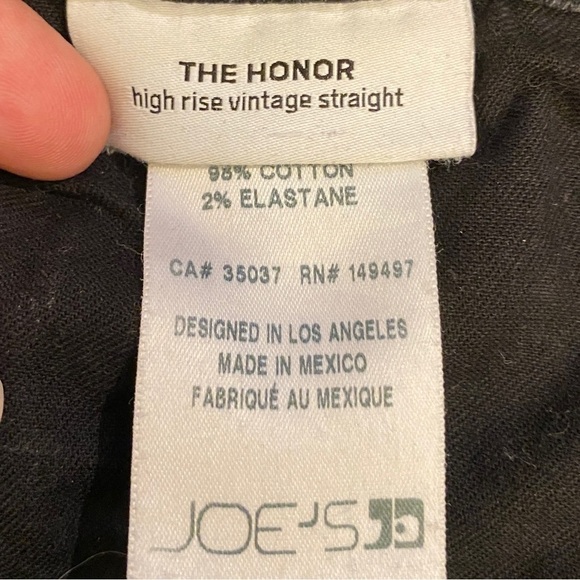 THE HONOR
high rise vintage straight
98% COTTON
2% ELASTANE
CA# 35037 RN# 149497
DESIGNED IN LOS ANGELES
MADE IN MEXICO
FABRIQUÉ AU MEXIQUE
JOE'S